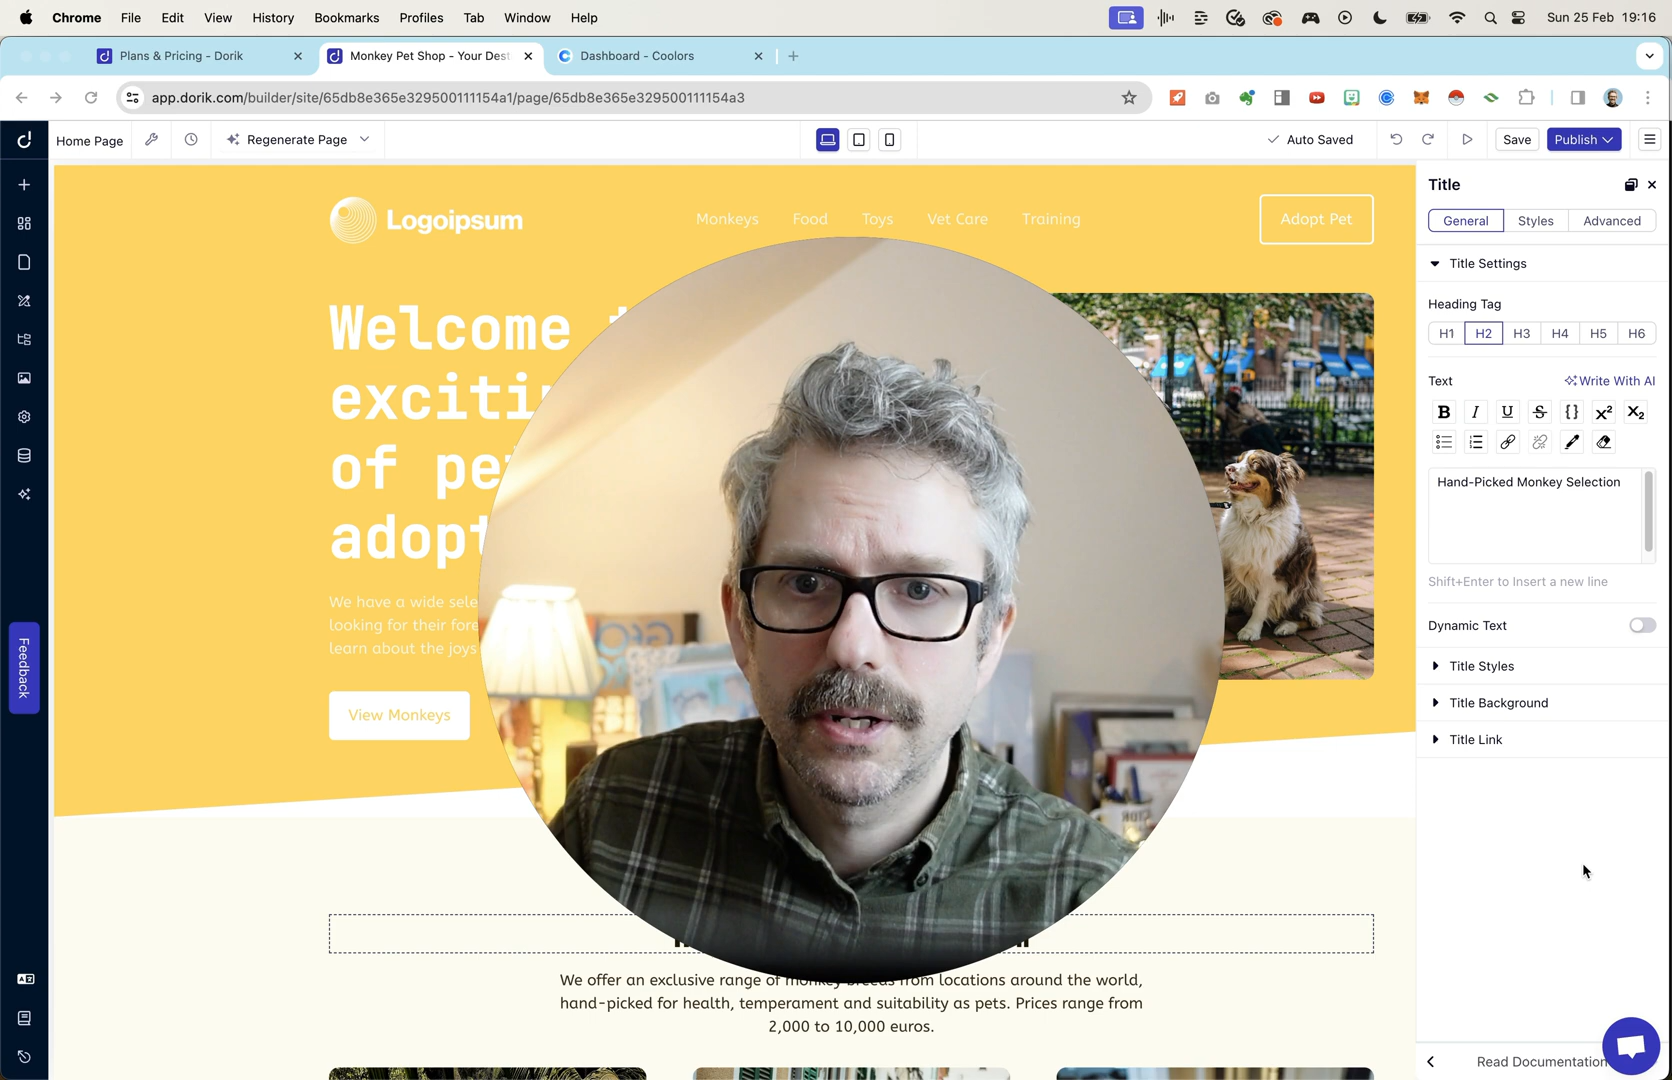 Chrome File Edit View History Bookmarks Profiles Tab Window Help Sun 25 Feb 19:16
Plans & Pricing - Dorik Monkey Pet Shop - Your Dest Dashboard - Coolors
app.dorik.com/builder/site/65db8e365e329500111154a1/page/65db8e365e329500111154a3
Home Page Regenerate Page Auto Saved Save Publish
Logoipsum Monkeys Food Toys Vet Care Training Adopt Pet
Welcome
exciti
of pe
adopt
We have a wide sele
looking for their fore
learn about the joys
View Monkeys
We offer an exclusive range of monkey breeds from locations around the world,
hand-picked for health, temperament and suitability as pets. Prices range from
2,000 to 10,000 euros.
Feedback
Title
General Styles Advanced
Title Settings
Heading Tag
H1 H2 H3 H4 H5 H6
Text Write With AI
B I U S {} X² X₂
Hand-Picked Monkey Selection
Shift+Enter to Insert a new line
Dynamic Text
Title Styles
Title Background
Title Link
Read Documentation